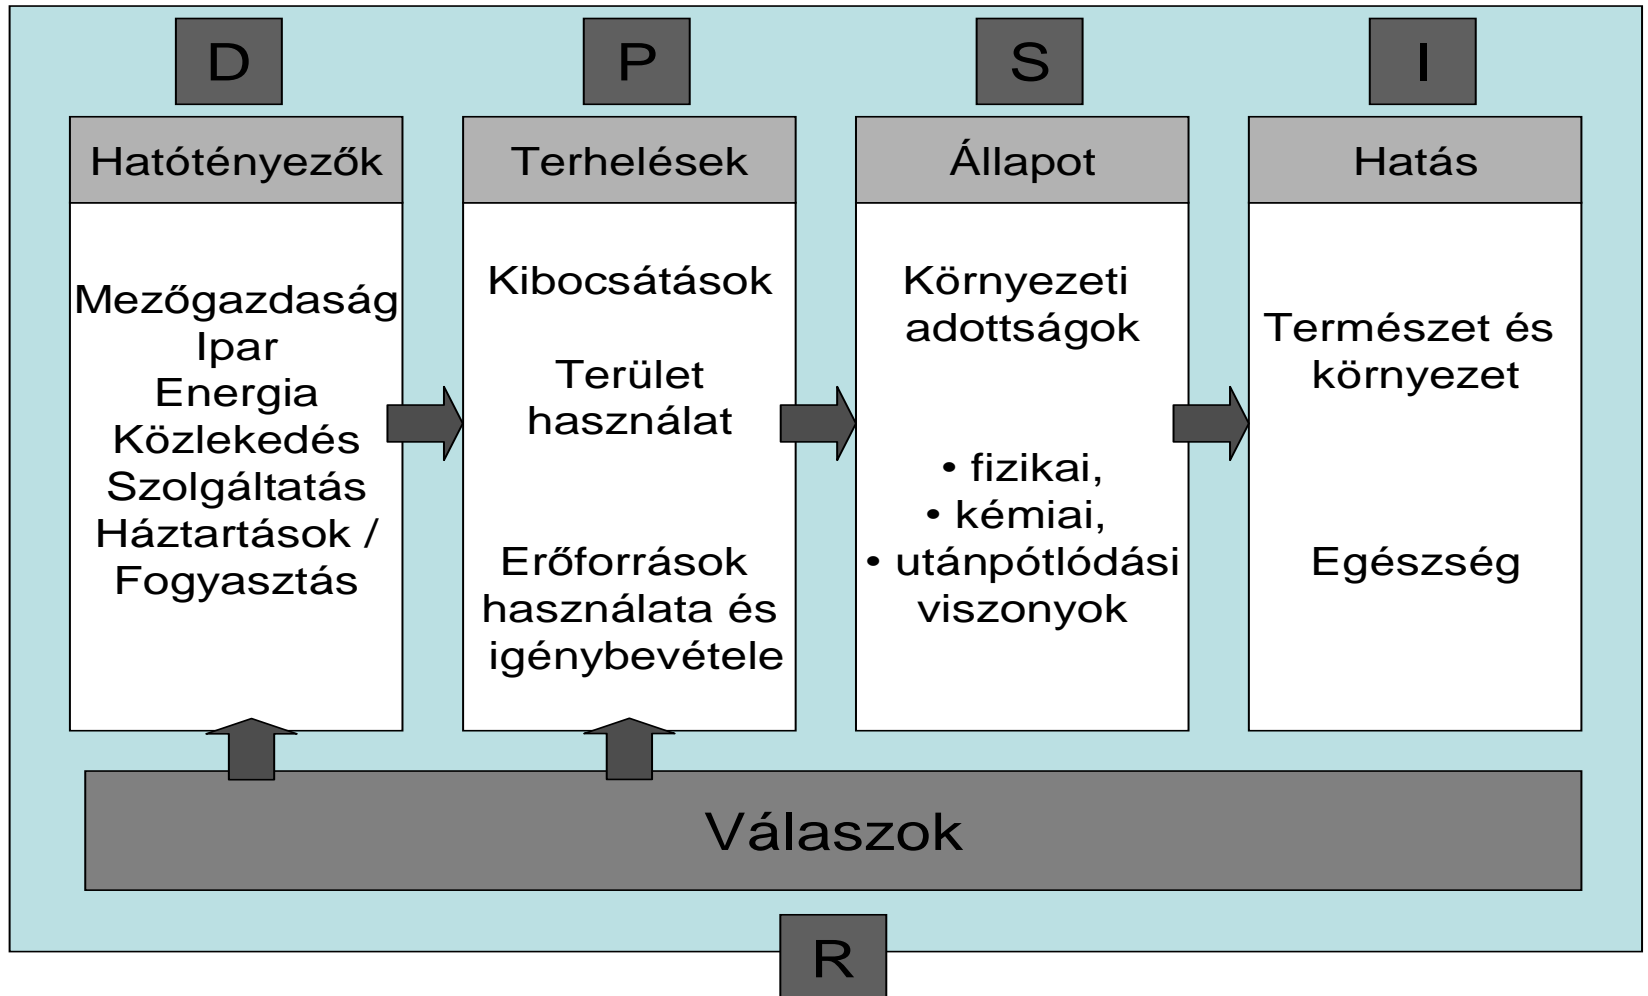 D
P
S
I
Hatótényezők
Mezőgazdaság
Ipar
Energia
Közlekedés
Szolgáltatás
Háztartások /
Fogyasztás
Terhelések
Kibocsátások
Terület
használat
Erőforrások
használata és
igénybevétele
Állapot
Környezeti
adottságok
• fizikai,
• kémiai,
• utánpótlódási
viszonyok
Hatás
Természet és
környezet
Egészség
Válaszok
R